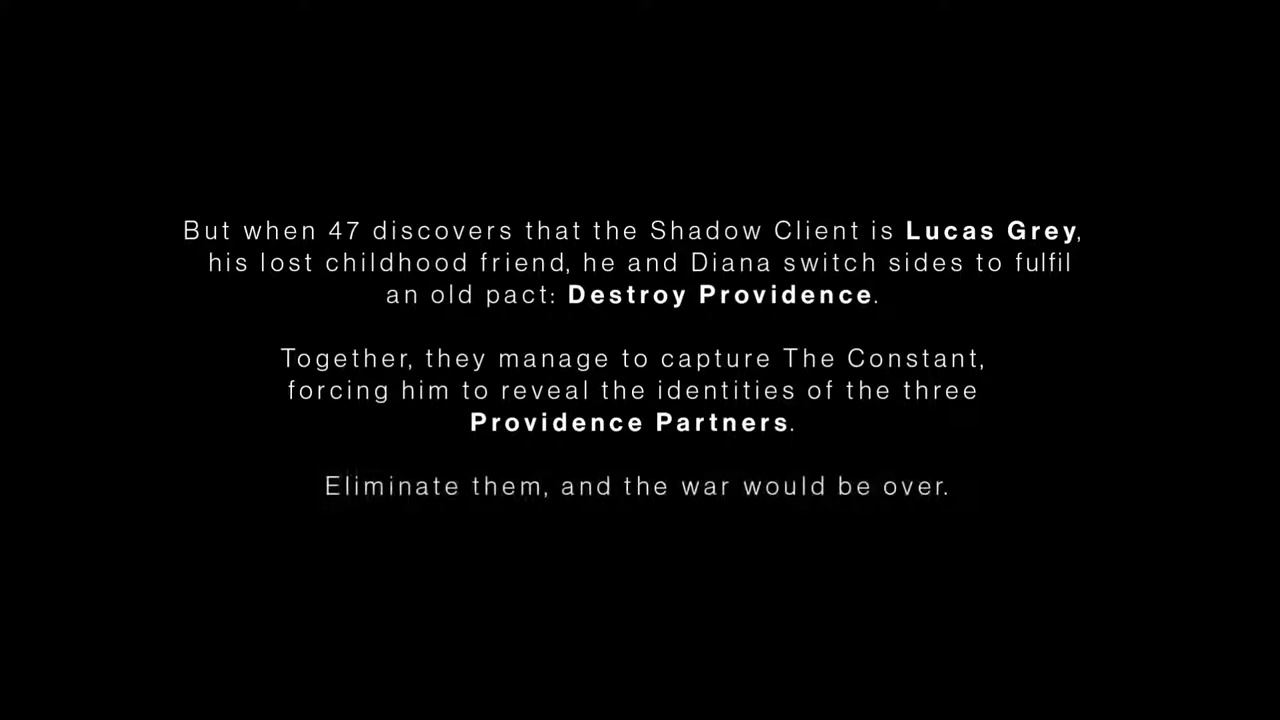 But when 47 discovers that the Shadow Client is Lucas Grey,
his lost childhood friend, he and Diana switch sides to fulfil
an old pact: Destroy Providence.
Together, they manage to capture The Constant,
forcing him to reveal the identities of the three
Providence Partners.
Eliminate them, and the war would be over.